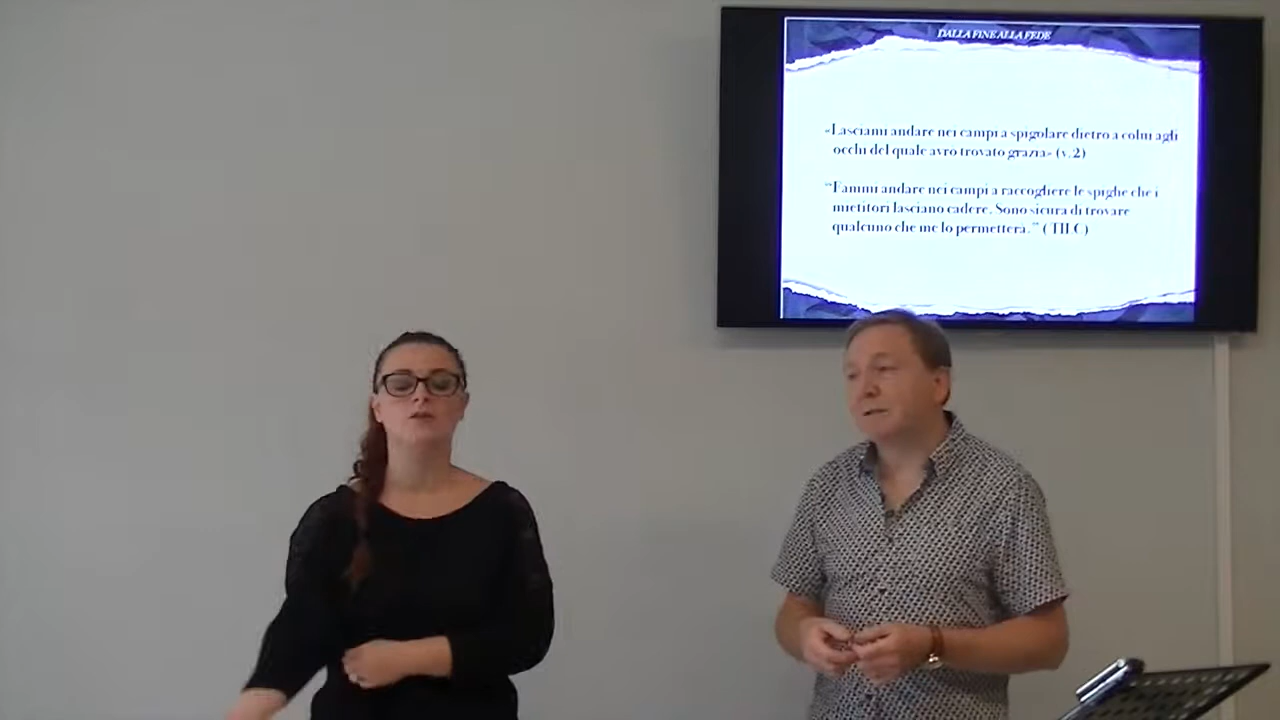 DALLA FINE ALLA FEDE
«Lasciami andare nei campi a spigolare dietro a colui agli
occhi del quale avrò trovato grazia» (v.2)
"Fammi andare nei campi a raccogliere le spighe che i
mietitori lasciano cadere. Sono sicura di trovare
qualcuno che me lo permetterà." (TILC)